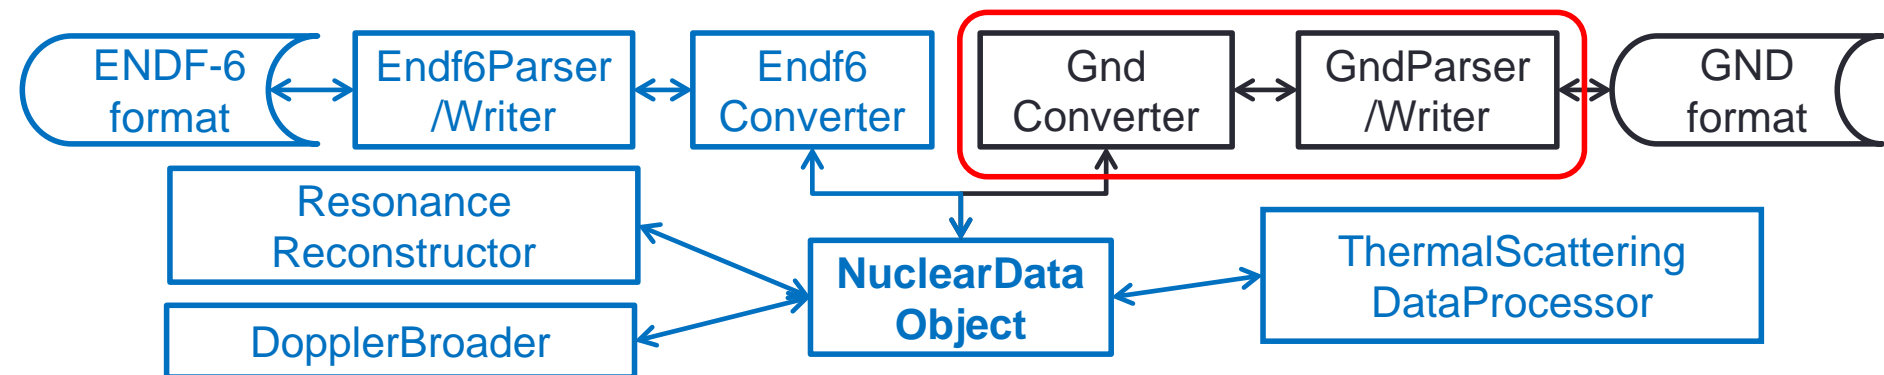 ENDF-6
format
Endf6Parser
/Writer
Endf6
Converter
Gnd
Converter
GndParser
/Writer
GND
format
Resonance
Reconstructor
DopplerBroader
NuclearData
Object
ThermalScattering
DataProcessor